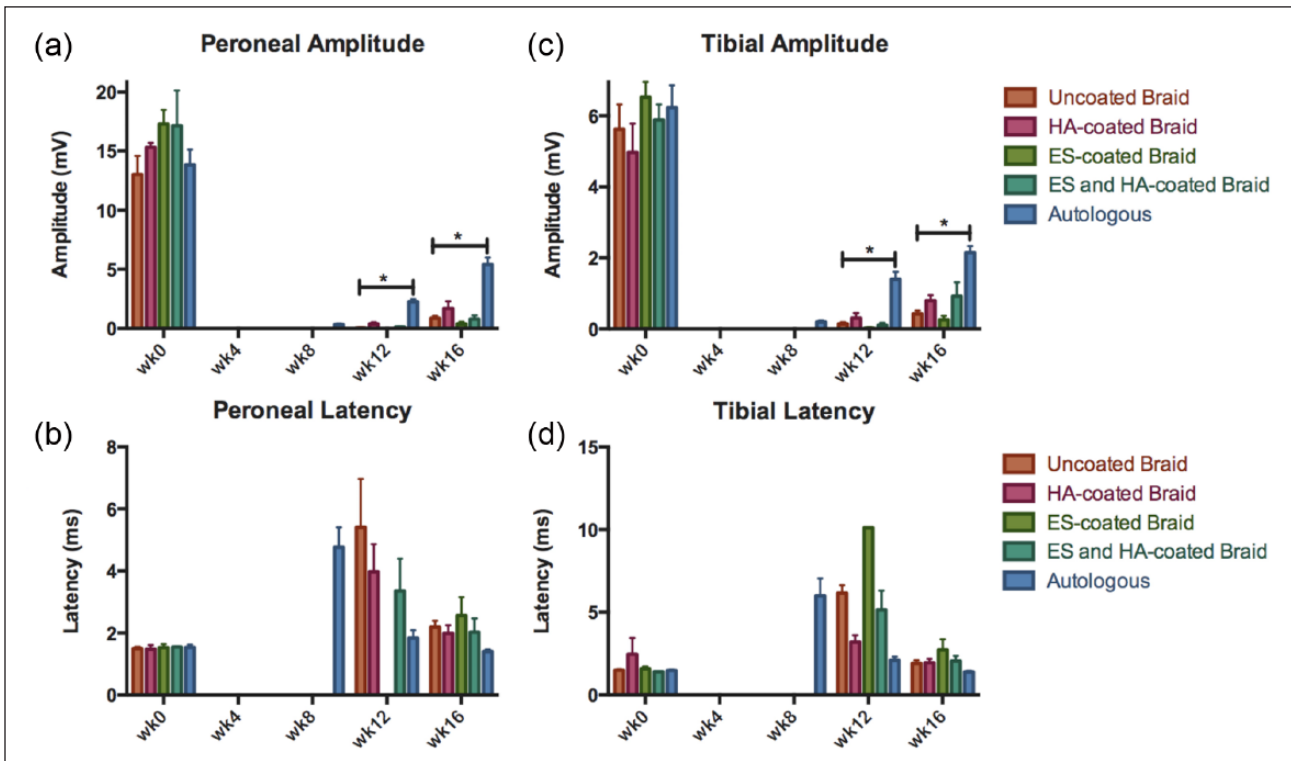 (a)
Peroneal Amplitude
Amplitude (mV)
20
15
10
5
0
*
*
wk0
wk4
wk8
wk12
wk16
(c)
Tibial Amplitude
Amplitude (mV)
6
4
2
0
*
*
wk0
wk4
wk8
wk12
wk16
Uncoated Braid
HA-coated Braid
ES-coated Braid
ES and HA-coated Braid
Autologous
(b)
Peroneal Latency
Latency (ms)
8
6
4
2
0
wk0
wk4
wk8
wk12
wk16
(d)
Tibial Latency
Latency (ms)
15
10
5
0
wk0
wk4
wk8
wk12
wk16
Uncoated Braid
HA-coated Braid
ES-coated Braid
ES and HA-coated Braid
Autologous